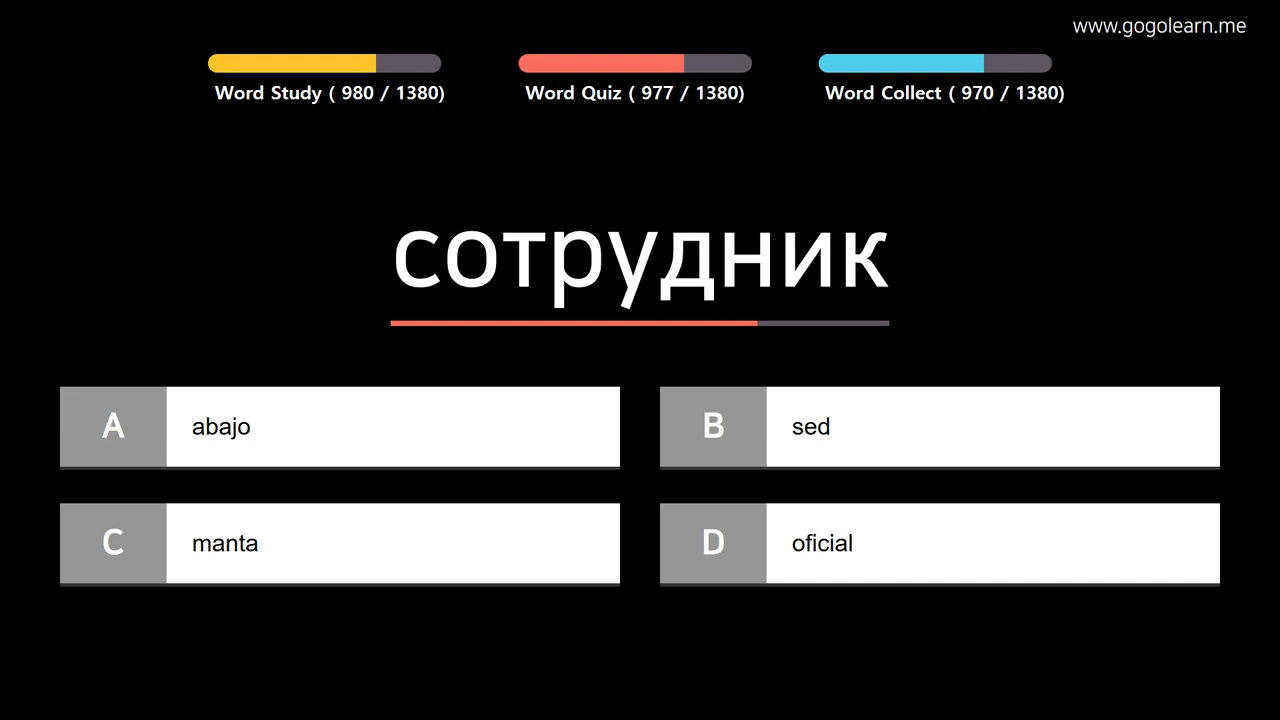 www.gogolearn.me
Word Study ( 980 / 1380)
Word Quiz ( 977 / 1380)
Word Collect ( 970 / 1380)
сотрудник
A abajo
B sed
C manta
D oficial